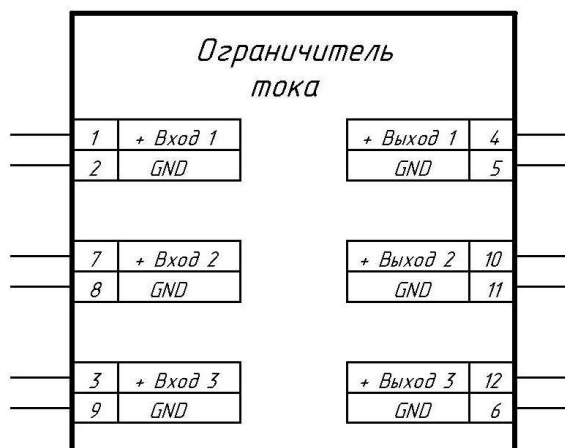 Ограничитель
тока
1 + Вход 1
2 GND
+ Выход 1 4
GND 5
7 + Вход 2
8 GND
+ Выход 2 10
GND 11
3 + Вход 3
9 GND
+ Выход 3 12
GND 6